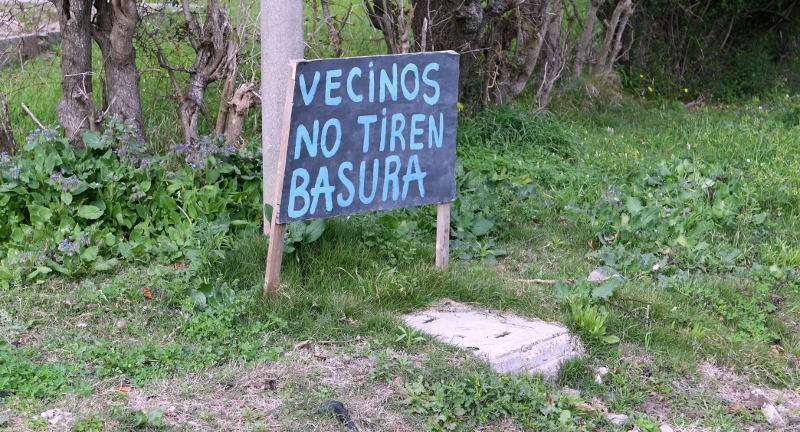 VECINOS
NO TIREN
BASURA